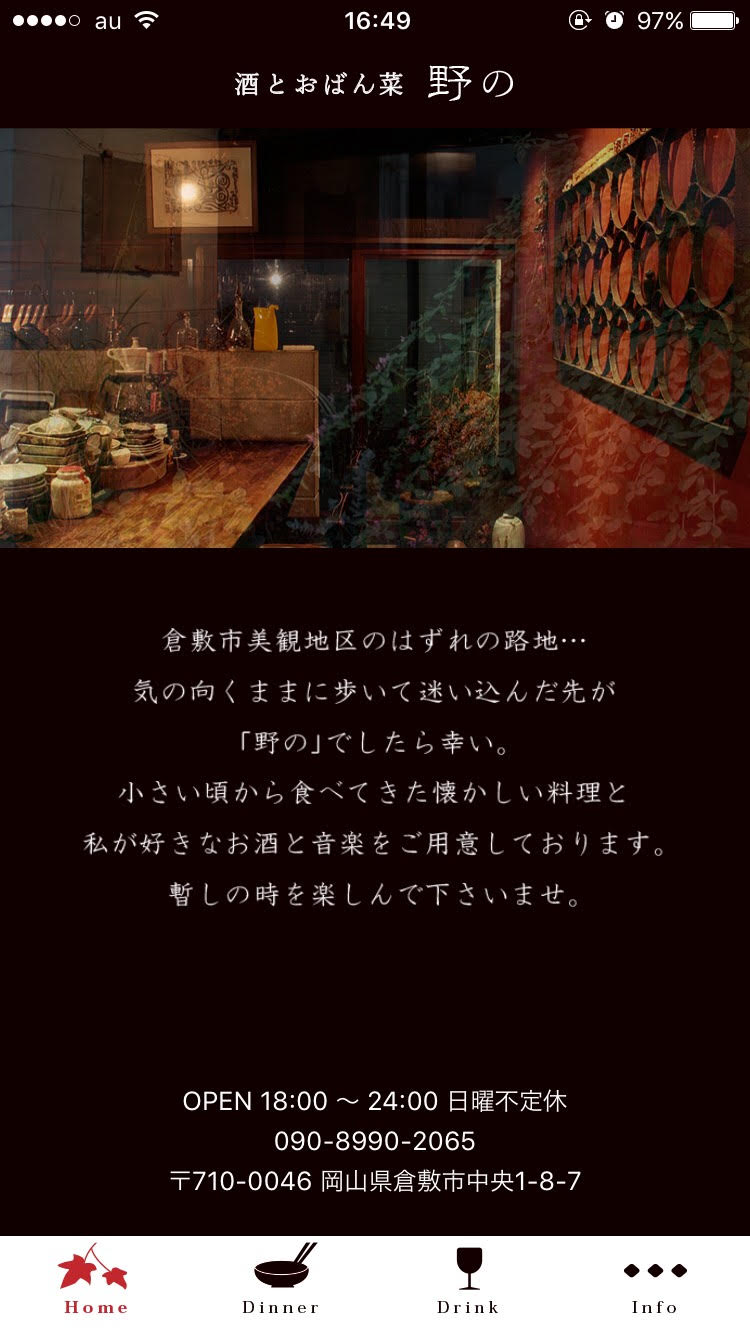 au 16:49 97%
酒とおばん菜 野の
倉敷市美観地区のはずれの路地…
気の向くままに歩いて迷い込んだ先が
「野の」でしたら幸い。
小さい頃から食べてきた懐かしい料理と
私が好きなお酒と音楽をご用意しております。
暫しの時を楽しんで下さいませ。
OPEN 18:00 〜 24:00 日曜不定休
090-8990-2065
〒710-0046 岡山県倉敷市中央1-8-7
Home Dinner Drink Info